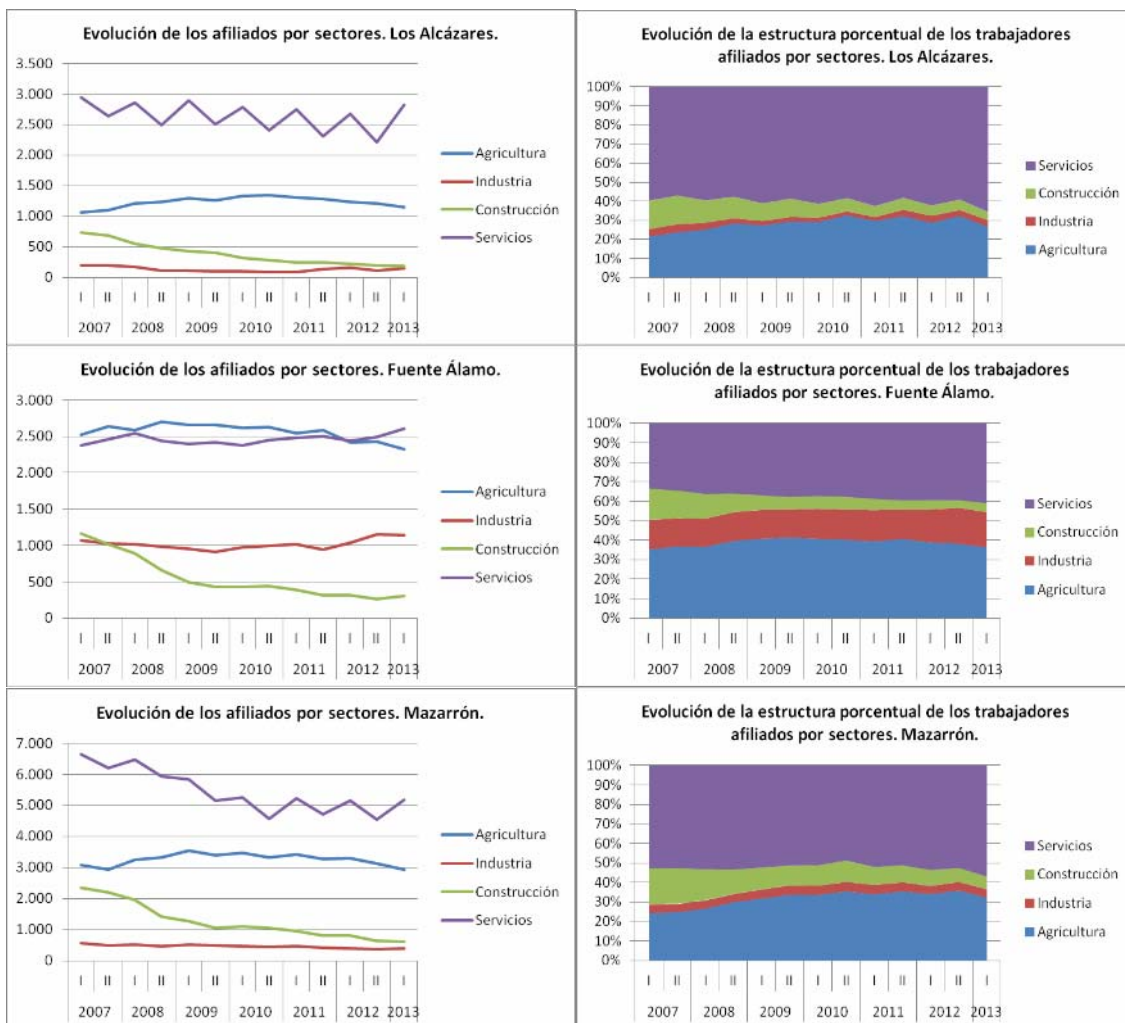 Evolución de los afiliados por sectores. Los Alcázares.
3.500
3.000
2.500
2.000
1.500
1.000
500
0
I II I II I II I II I II I II I
2007 2008 2009 2010 2011 2012 2013
Agricultura
Industria
Construcción
Servicios
Evolución de la estructura porcentual de los trabajadores
afiliados por sectores. Los Alcázares.
100%
90%
80%
70%
60%
50%
40%
30%
20%
10%
0%
I II I II I II I II I II I II I
2007 2008 2009 2010 2011 2012 2013
Servicios
Construcción
Industria
Agricultura
Evolución de los afiliados por sectores. Fuente Álamo.
3.000
2.500
2.000
1.500
1.000
500
0
I II I II I II I II I II I II I
2007 2008 2009 2010 2011 2012 2013
Agricultura
Industria
Construcción
Servicios
Evolución de la estructura porcentual de los trabajadores
afiliados por sectores. Fuente Álamo.
100%
90%
80%
70%
60%
50%
40%
30%
20%
10%
0%
I II I II I II I II I II I II I
2007 2008 2009 2010 2011 2012 2013
Servicios
Construcción
Industria
Agricultura
Evolución de los afiliados por sectores. Mazarrón.
7.000
6.000
5.000
4.000
3.000
2.000
1.000
0
I II I II I II I II I II I II I
2007 2008 2009 2010 2011 2012 2013
Agricultura
Industria
Construcción
Servicios
Evolución de la estructura porcentual de los trabajadores
afiliados por sectores. Mazarrón.
100%
90%
80%
70%
60%
50%
40%
30%
20%
10%
0%
I II I II I II I II I II I II I
2007 2008 2009 2010 2011 2012 2013
Servicios
Construcción
Industria
Agricultura